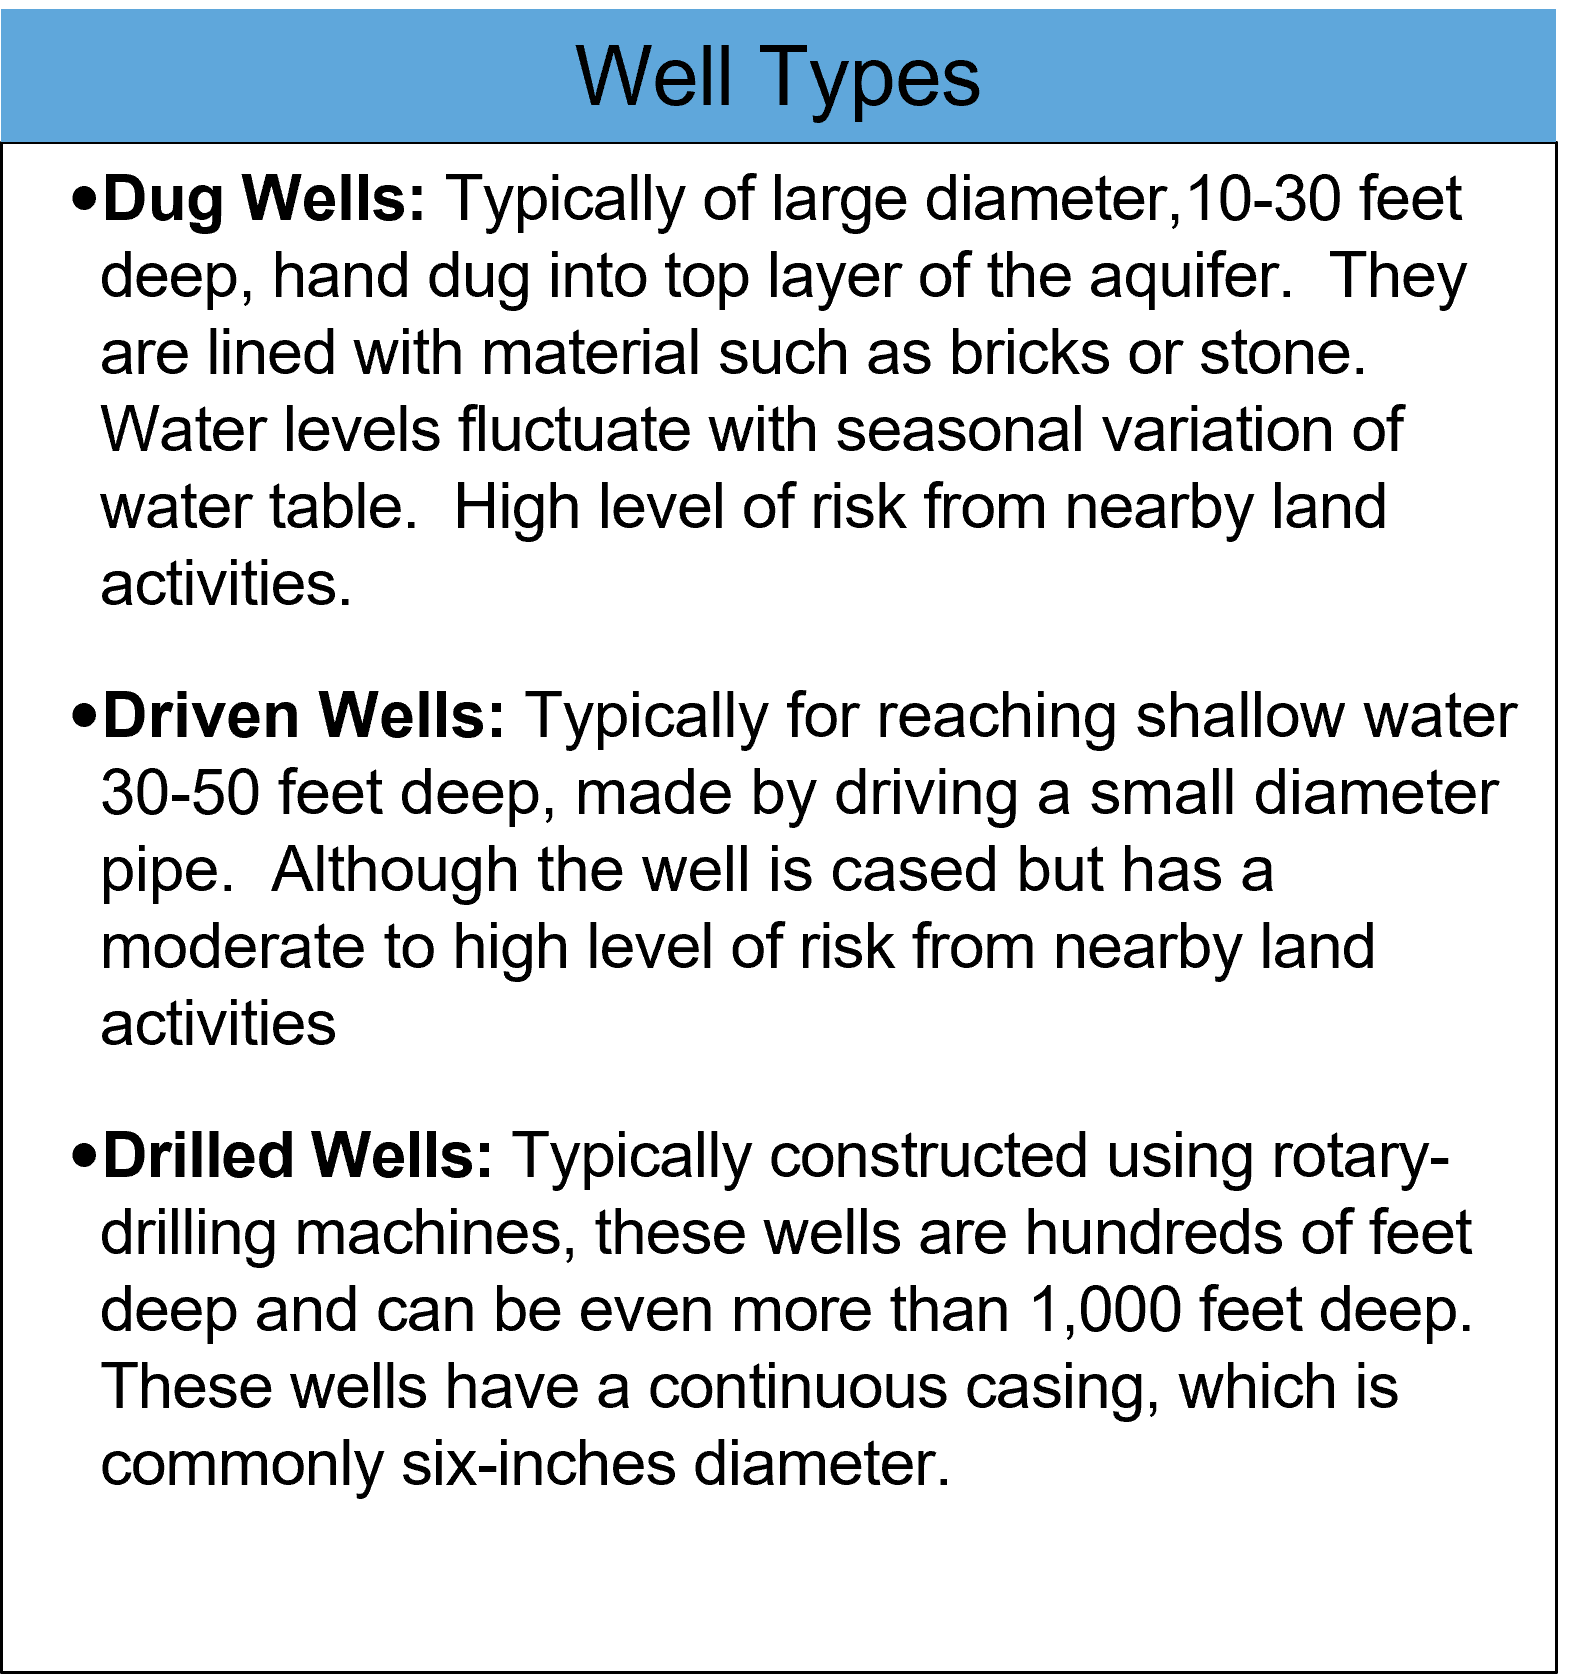 Well Types
•Dug Wells: Typically of large diameter,10-30 feet
deep, hand dug into top layer of the aquifer.  They
are lined with material such as bricks or stone.
Water levels fluctuate with seasonal variation of
water table.  High level of risk from nearby land
activities.
•Driven Wells: Typically for reaching shallow water
30-50 feet deep, made by driving a small diameter
pipe.  Although the well is cased but has a
moderate to high level of risk from nearby land
activities
•Drilled Wells: Typically constructed using rotary-
drilling machines, these wells are hundreds of feet
deep and can be even more than 1,000 feet deep.
These wells have a continuous casing, which is
commonly six-inches diameter.